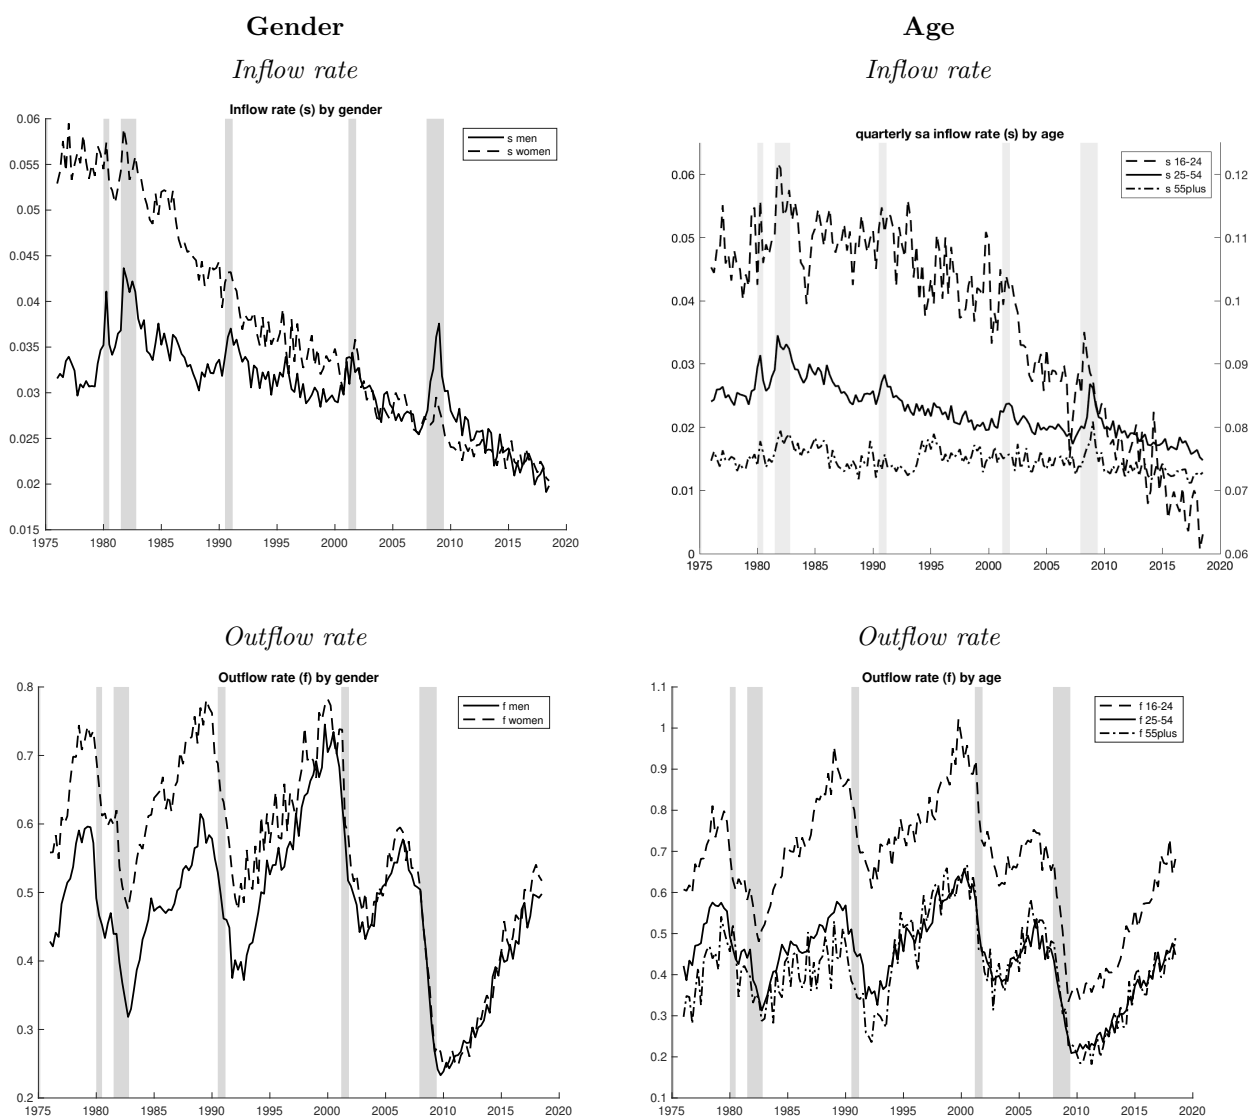 Gender
Age
Inflow rate
Inflow rate
Inflow rate (s) by gender
0.06
0.055
0.05
0.045
0.04
0.035
0.03
0.025
0.02
0.015
1975 1980 1985 1990 1995 2000 2005 2010 2015 2020
s men
s women
quarterly sa inflow rate (s) by age
0.06
0.05
0.04
0.03
0.02
0.01
0
0.12
0.11
0.1
0.09
0.08
0.07
0.06
1975 1980 1985 1990 1995 2000 2005 2010 2015 2020
s 16-24
s 25-54
s 55plus
Outflow rate
Outflow rate
Outflow rate (f) by gender
0.8
0.7
0.6
0.5
0.4
0.3
0.2
1975 1980 1985 1990 1995 2000 2005 2010 2015 2020
f men
f women
Outflow rate (f) by age
1.1
1
0.9
0.8
0.7
0.6
0.5
0.4
0.3
0.2
0.1
1975 1980 1985 1990 1995 2000 2005 2010 2015 2020
f 16-24
f 25-54
f 55plus